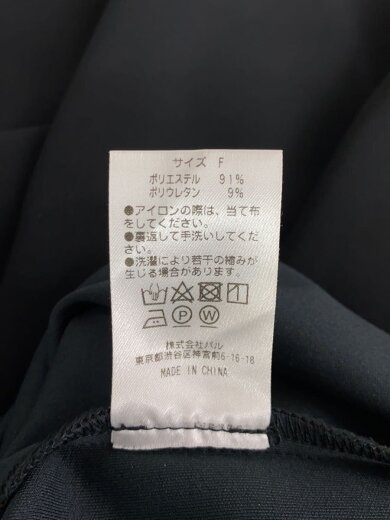 サイズ F
ポリエステル 91%
ポリウレタン 9%
●アイロンの際は、当て布
をしてください。
●裏返して手洗いしてくだ
さい。
●洗濯により若干の縮みが
生じる場合があります。
P W
株式会社パル
東京都渋谷区神宮前6-16-18
MADE IN CHINA